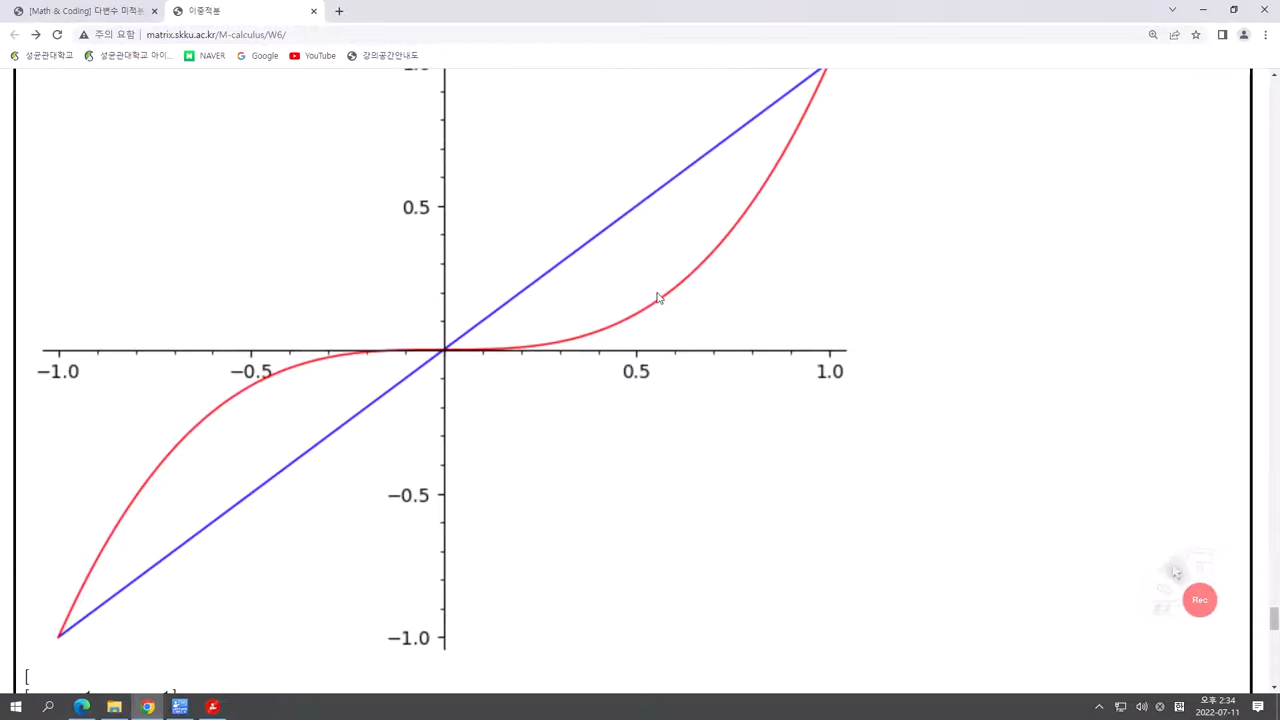 [Math & Coding] 다변수 미적분
이중적분
주의 요함
matrix.skku.ac.kr/M-calculus/W6/
성균관대학교
성균관대학교 아이...
NAVER
Google
YouTube
강의공간안내도
0.5
−1.0
−0.5
0.5
1.0
−0.5
−1.0
[
Rec
오후 2:34
2022-07-11